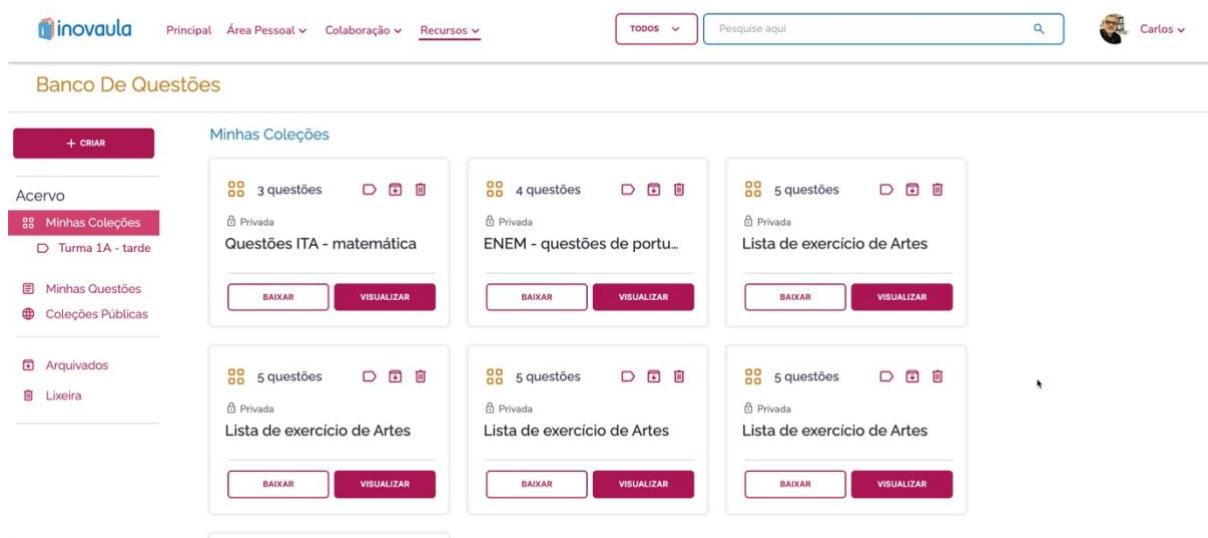 inovaula
Principal Área Pessoal Colaboração Recursos
TODOS
Pesquise aqui
Carlos
Banco De Questões
+ CRIAR
Acervo
Minhas Coleções
Turma 1A - tarde
Minhas Questões
Coleções Públicas
Arquivados
Lixeira
Minhas Coleções
3 questões
Privada
Questões ITA - matemática
BAIXAR VISUALIZAR
4 questões
Privada
ENEM - questões de portu...
BAIXAR VISUALIZAR
5 questões
Privada
Lista de exercício de Artes
BAIXAR VISUALIZAR
5 questões
Privada
Lista de exercício de Artes
BAIXAR VISUALIZAR
5 questões
Privada
Lista de exercício de Artes
BAIXAR VISUALIZAR
5 questões
Privada
Lista de exercício de Artes
BAIXAR VISUALIZAR